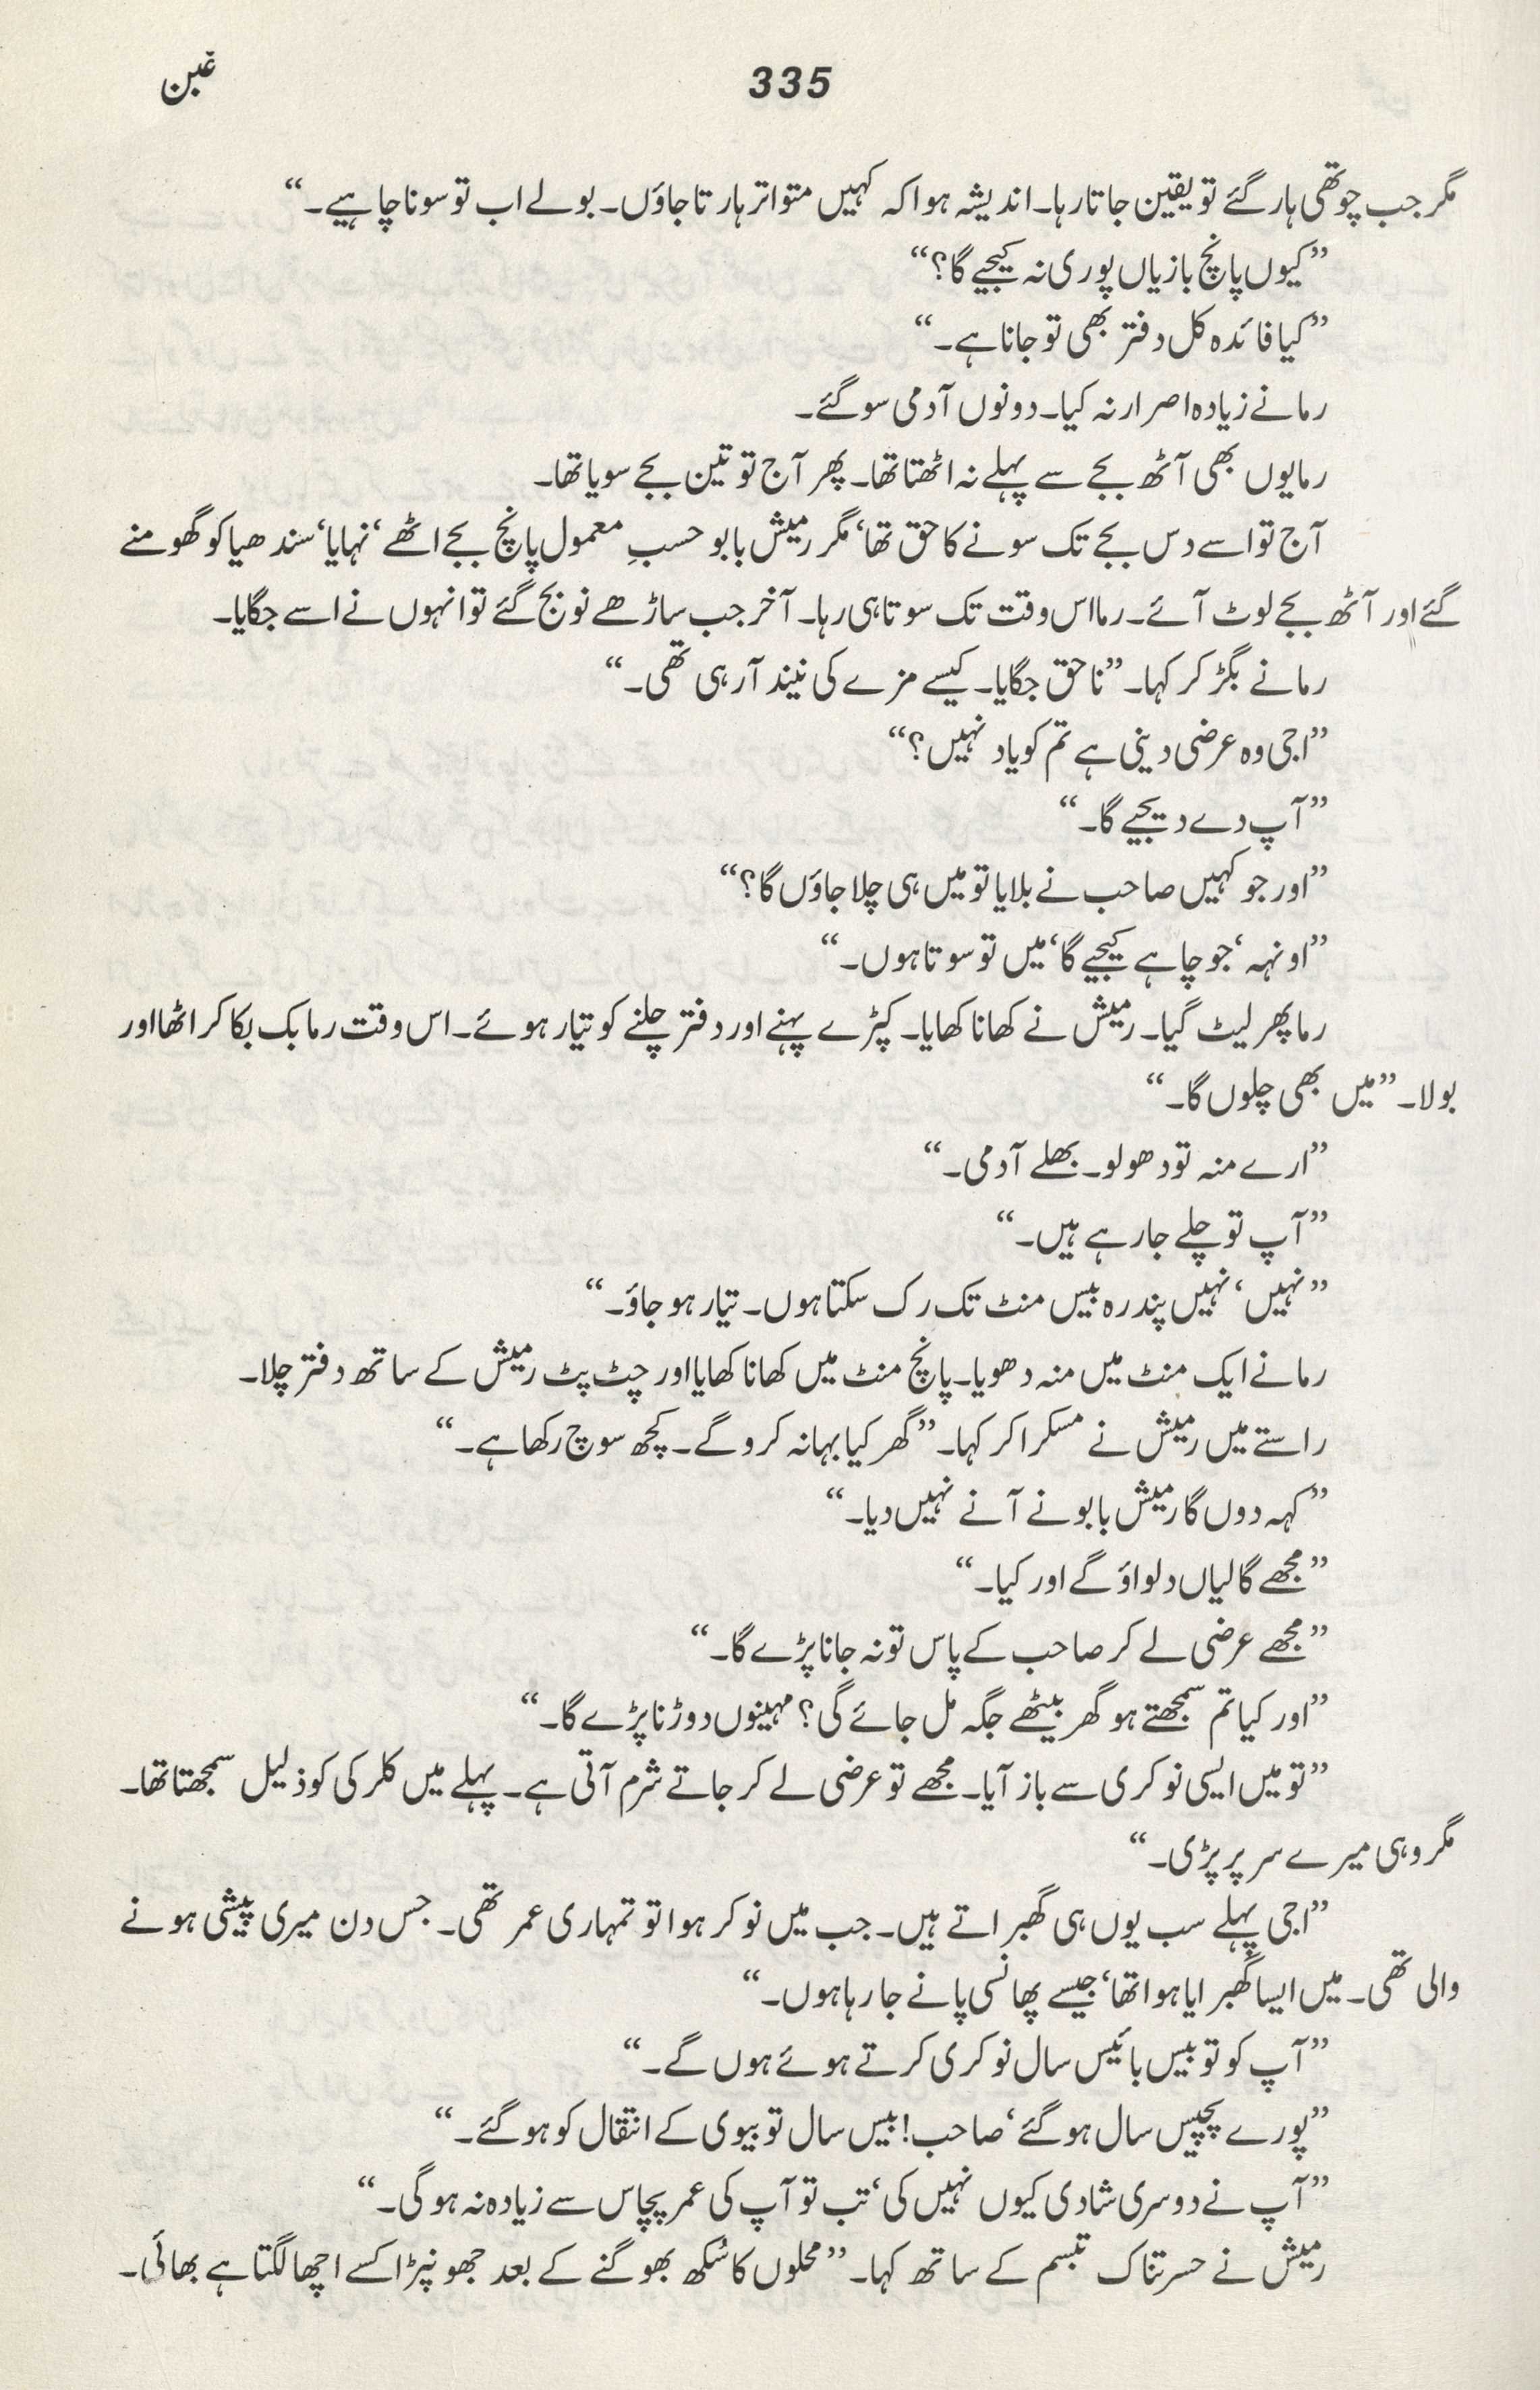 غبن
335
مگر جب چوتھی ہار گئے تو یقین جاتا رہا۔ اندیشہ ہوا کہ کہیں متواتر ہارتا جاؤں۔ بولے اب تو سونا چاہیے۔“
”کیوں پانچ بازیاں پوری نہ کیجیے گا؟“
”کیا فائدہ کل دفتر بھی تو جانا ہے۔“
رما نے زیادہ اصرار نہ کیا۔ دونوں آدمی سو گئے۔
رما یوں بھی آٹھ بجے سے پہلے نہ اٹھتا تھا۔ پھر آج تو تین بجے سویا تھا۔
آج تو اسے دس بجے تک سونے کا حق تھا‘ مگر رمیش بابو حسبِ معمول پانچ بجے اٹھے‘ نہایا‘ سندھیا کو گھومنے
گئے اور آٹھ بجے لوٹ آئے۔ رما اس وقت تک سوتا ہی رہا۔ آخر جب ساڑھے نو بج گئے تو انہوں نے اسے جگایا۔
رما نے بگڑ کر کہا۔ ”ناحق جگایا۔ کیسے مزے کی نیند آ رہی تھی۔“
”اجی وہ عرضی دینی ہے تم کو یاد نہیں؟“
”آپ دے دیجیے گا۔“
”اور جو کہیں صاحب نے بلایا تو میں ہی چلا جاؤں گا؟“
”اونہہ‘ جو چاہے کیجیے گا‘ میں تو سوتا ہوں۔“
رما پھر لیٹ گیا۔ رمیش نے کھانا کھایا۔ کپڑے پہنے اور دفتر چلنے کو تیار ہوئے۔ اس وقت رما بک بکا کر اٹھا اور
بولا۔ ”میں بھی چلوں گا۔“
”ارے منہ تو دھو لو۔ بھلے آدمی۔“
”آپ تو چلے جا رہے ہیں۔“
”نہیں‘ نہیں پندرہ بیس منٹ تک رک سکتا ہوں۔ تیار ہو جاؤ۔“
رما نے ایک منٹ میں منہ دھویا۔ پانچ منٹ میں کھانا کھایا اور چٹ پٹ رمیش کے ساتھ دفتر چلا۔
راستے میں رمیش نے مسکرا کر کہا۔ ”گھر کیا بہانہ کرو گے۔ کچھ سوچ رکھا ہے۔“
”کہہ دوں گا رمیش بابو نے آنے نہیں دیا۔“
”مجھے گالیاں دلواؤ گے اور کیا۔“
”مجھے عرضی لے کر صاحب کے پاس تو نہ جانا پڑے گا۔“
”اور کیا تم سمجھتے ہو گھر بیٹھے جگہ مل جائے گی؟ مہینوں دوڑنا پڑے گا۔“
”تو میں ایسی نوکری سے باز آیا۔ مجھے تو عرضی لے کر جاتے شرم آتی ہے۔ پہلے میں کلرکی کو ذلیل سمجھتا تھا۔
مگر وہی میرے سر پر پڑی۔“
”اجی پہلے سب یوں ہی گھبراتے ہیں۔ جب میں نوکر ہوا تو تمہاری عمر تھی۔ جس دن میری پیشی ہونے
والی تھی۔ میں ایسا گھبرایا ہوا تھا‘ جیسے پھانسی پانے جا رہا ہوں۔“
”آپ کو تو بیس بائیس سال نوکری کرتے ہوئے ہوں گے۔“
”پورے پچیس سال ہو گئے‘ صاحب! بیس سال تو بیوی کے انتقال کو ہو گئے۔“
”آپ نے دوسری شادی کیوں نہیں کی‘ تب تو آپ کی عمر پچاس سے زیادہ نہ ہو گی۔“
رمیش نے حسرتناک تبسم کے ساتھ کہا۔ ”محلوں کا سُکھ بھوگنے کے بعد جھونپڑا کسے اچھا لگتا ہے بھائی۔